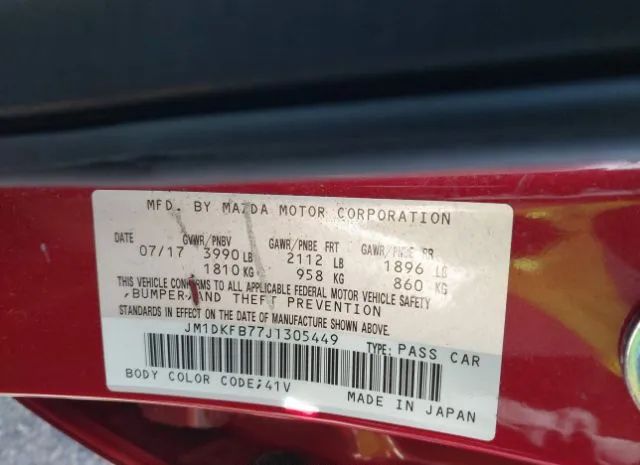 MFD. BY MAZDA MOTOR CORPORATION
DATE GVWR/PNBV GAWR/PNBE FRT GAWR/PNBE RR
07/17 3990 LB 2112 LB 1896 LB
1810 KG 958 KG 860 KG
THIS VEHICLE CONFORMS TO ALL APPLICABLE FEDERAL MOTOR VEHICLE SAFETY
,BUMPER,AND THEFT PREVENTION
STANDARDS IN EFFECT ON THE DATE OF MANUFACTURE SHOWN ABOVE.
JM1DKFB77J1305449 TYPE: PASS CAR
BODY COLOR CODE;41V
MADE IN JAPAN